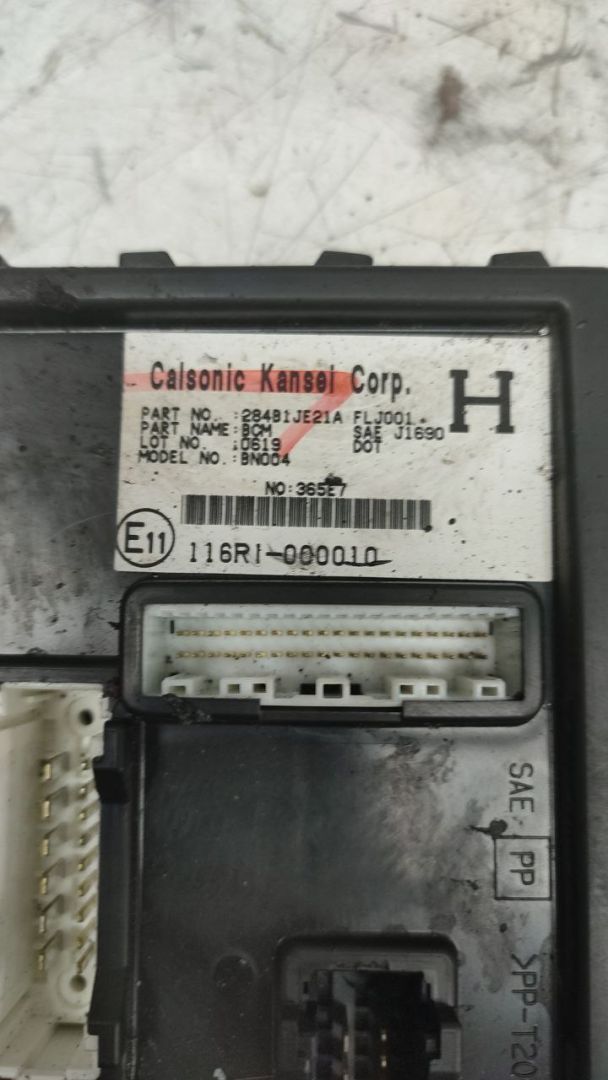 Calsonic Kansei Corp.
H
PART NO. :284B1JE21A FLJ001.
PART NAME:BCM SAE J1690
LOT NO. :0619 DOT
MODEL NO.:BN004
NO:365E7
E11
116RI-000010
SAE:
PP
>PP-T20